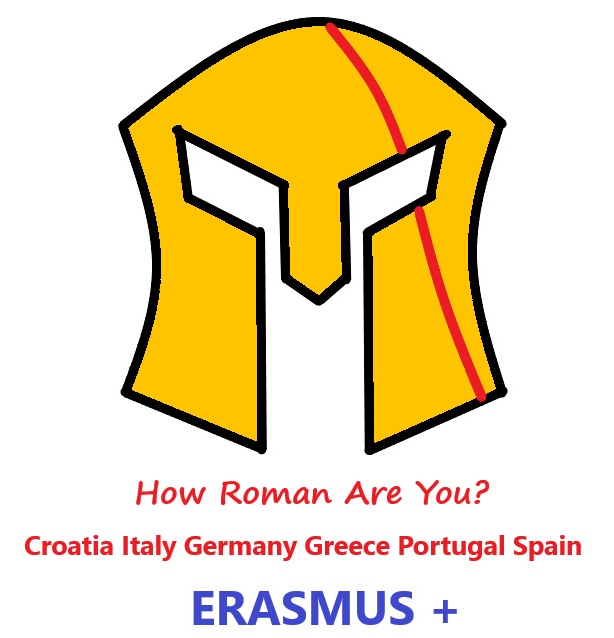 How Roman Are You?
Croatia Italy Germany Greece Portugal Spain
ERASMUS +